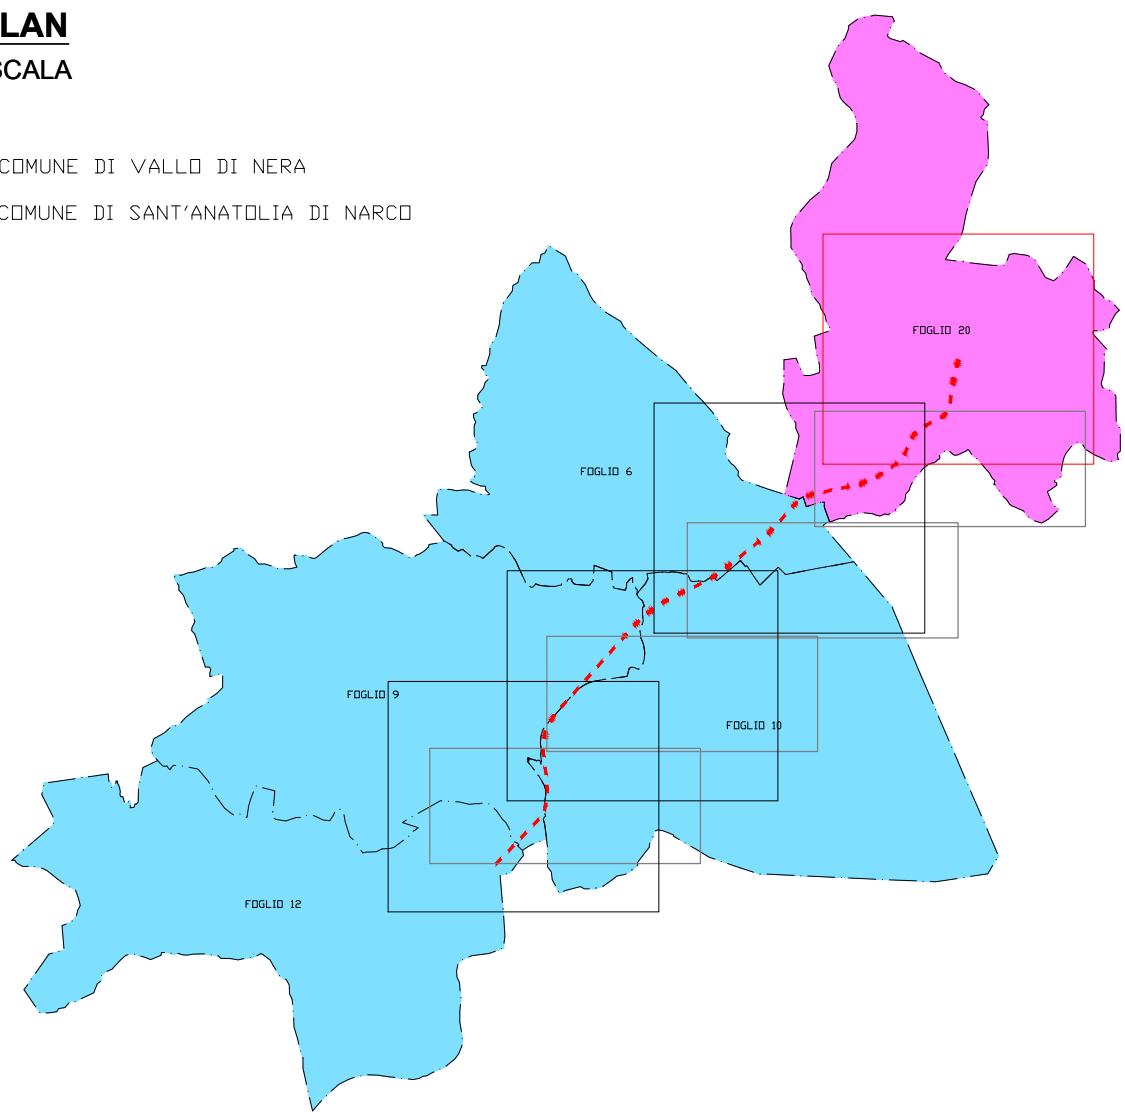 LAN
SCALA
COMUNE DI VALLO DI NERA
COMUNE DI SANT'ANATOLIA DI NARCO
FOGLIO 20
FOGLIO 6
FOGLIO 9
FOGLIO 10
FOGLIO 12